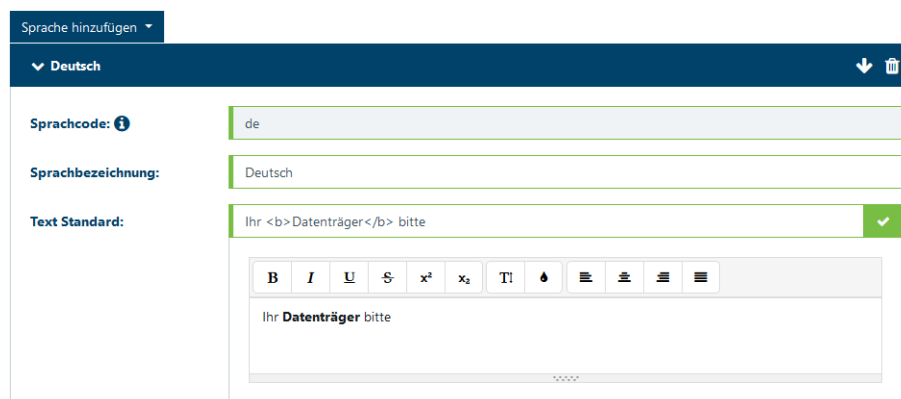 Sprache hinzufügen
Deutsch
Sprachcode:
de
Sprachbezeichnung:
Deutsch
Text Standard:
Ihr <b>Datenträger</b> bitte
B I U S x² x₂ T
Ihr Datenträger bitte